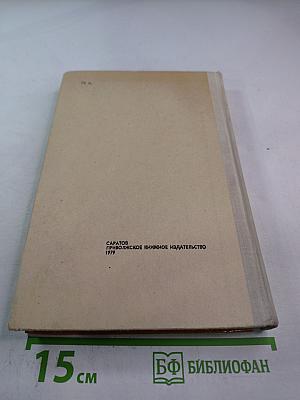 САРАТОВ
ПРИВОЛЖСКОЕ КНИЖНОЕ ИЗДАТЕЛЬСТВО
1979
15 см
БФ БИБЛИОФАН